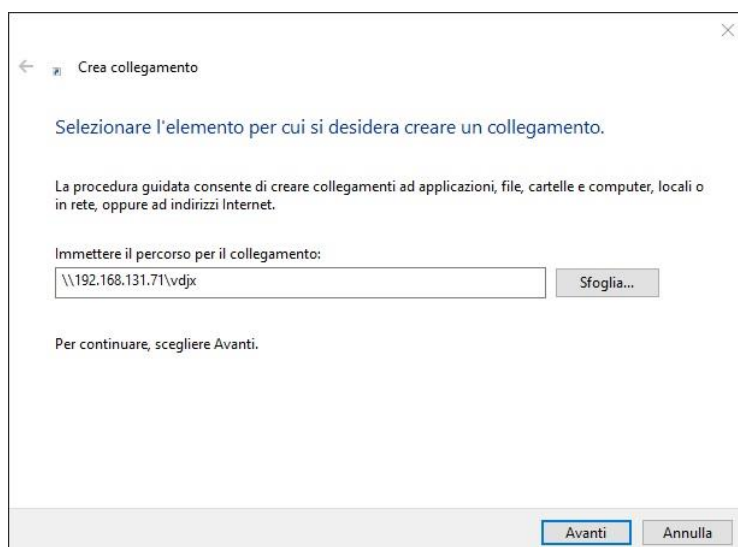 Crea collegamento
Selezionare l'elemento per cui si desidera creare un collegamento.
La procedura guidata consente di creare collegamenti ad applicazioni, file, cartelle e computer, locali o
in rete, oppure ad indirizzi Internet.
Immettere il percorso per il collegamento:
\\192.168.131.71\vdjx
Sfoglia...
Per continuare, scegliere Avanti.
Avanti
Annulla